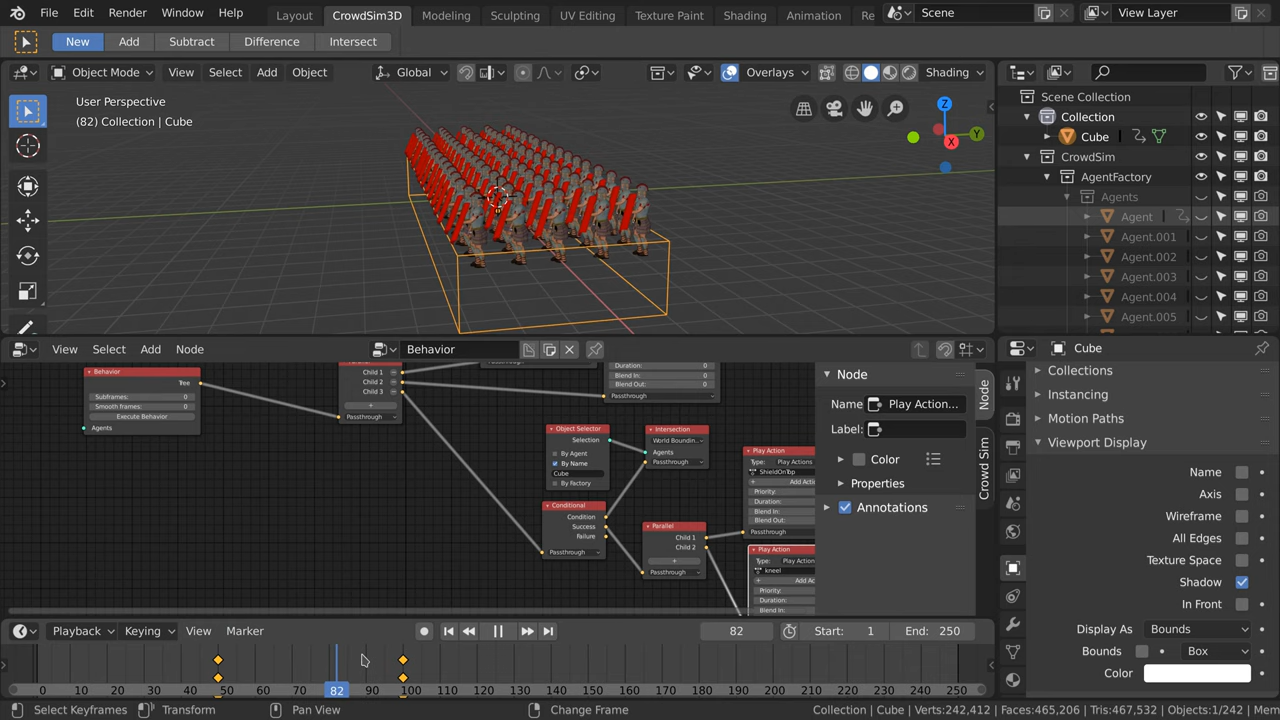 File Edit Render Window Help Layout CrowdSim3D Modeling Sculpting UV Editing Texture Paint Shading Animation Re Scene View Layer
New Add Subtract Difference Intersect
Object Mode View Select Add Object Global Overlays Shading
User Perspective
(82) Collection | Cube
Z
Y
X
Scene Collection
Collection
Cube
CrowdSim
AgentFactory
Agents
Agent
Agent.001
Agent.002
Agent.003
Agent.004
Agent.005
View Select Add Node Behavior
Behavior
Tree
Subframes: 0
Smooth frames: 0
Execute Behavior
Agents
Child 1
Child 2
Child 3
Passthrough
0
Blend In: 0
Blend Out: 0
Passthrough
Object Selector
Selection
By Agent
By Name
Cube
By Factory
Intersection
World Boundin..
Agents
Passthrough
Conditional
Condition
Success
Failure
Passthrough
Parallel
Child 1
Child 2
Passthrough
Play Action
Type: Play Actions
ShieldOnTop
Add Acti
Priority:
Duration:
Blend In:
Blend Out:
Passthrough
Play Action
Type: Play Action
kneel
Add Ac
Priority:
Duration:
Blend In:
Node
Name Play Action...
Label:
Color
Properties
Annotations
Node
Crowd Sim
Cube
Collections
Instancing
Motion Paths
Viewport Display
Name
Axis
Wireframe
All Edges
Texture Space
Shadow
In Front
Display As Bounds
Bounds Box
Color
Playback Keying View Marker 82 Start: 1 End: 250
0 10 20 30 40 50 60 70 82 90 100 110 120 130 140 150 160 170 180 190 200 210 220 230 240 250
Select Keyframes Transform Pan View Change Frame Collection | Cube | Verts:242,412 | Faces:465,206 | Tris:467,532 | Objects:1/242 | Memory: